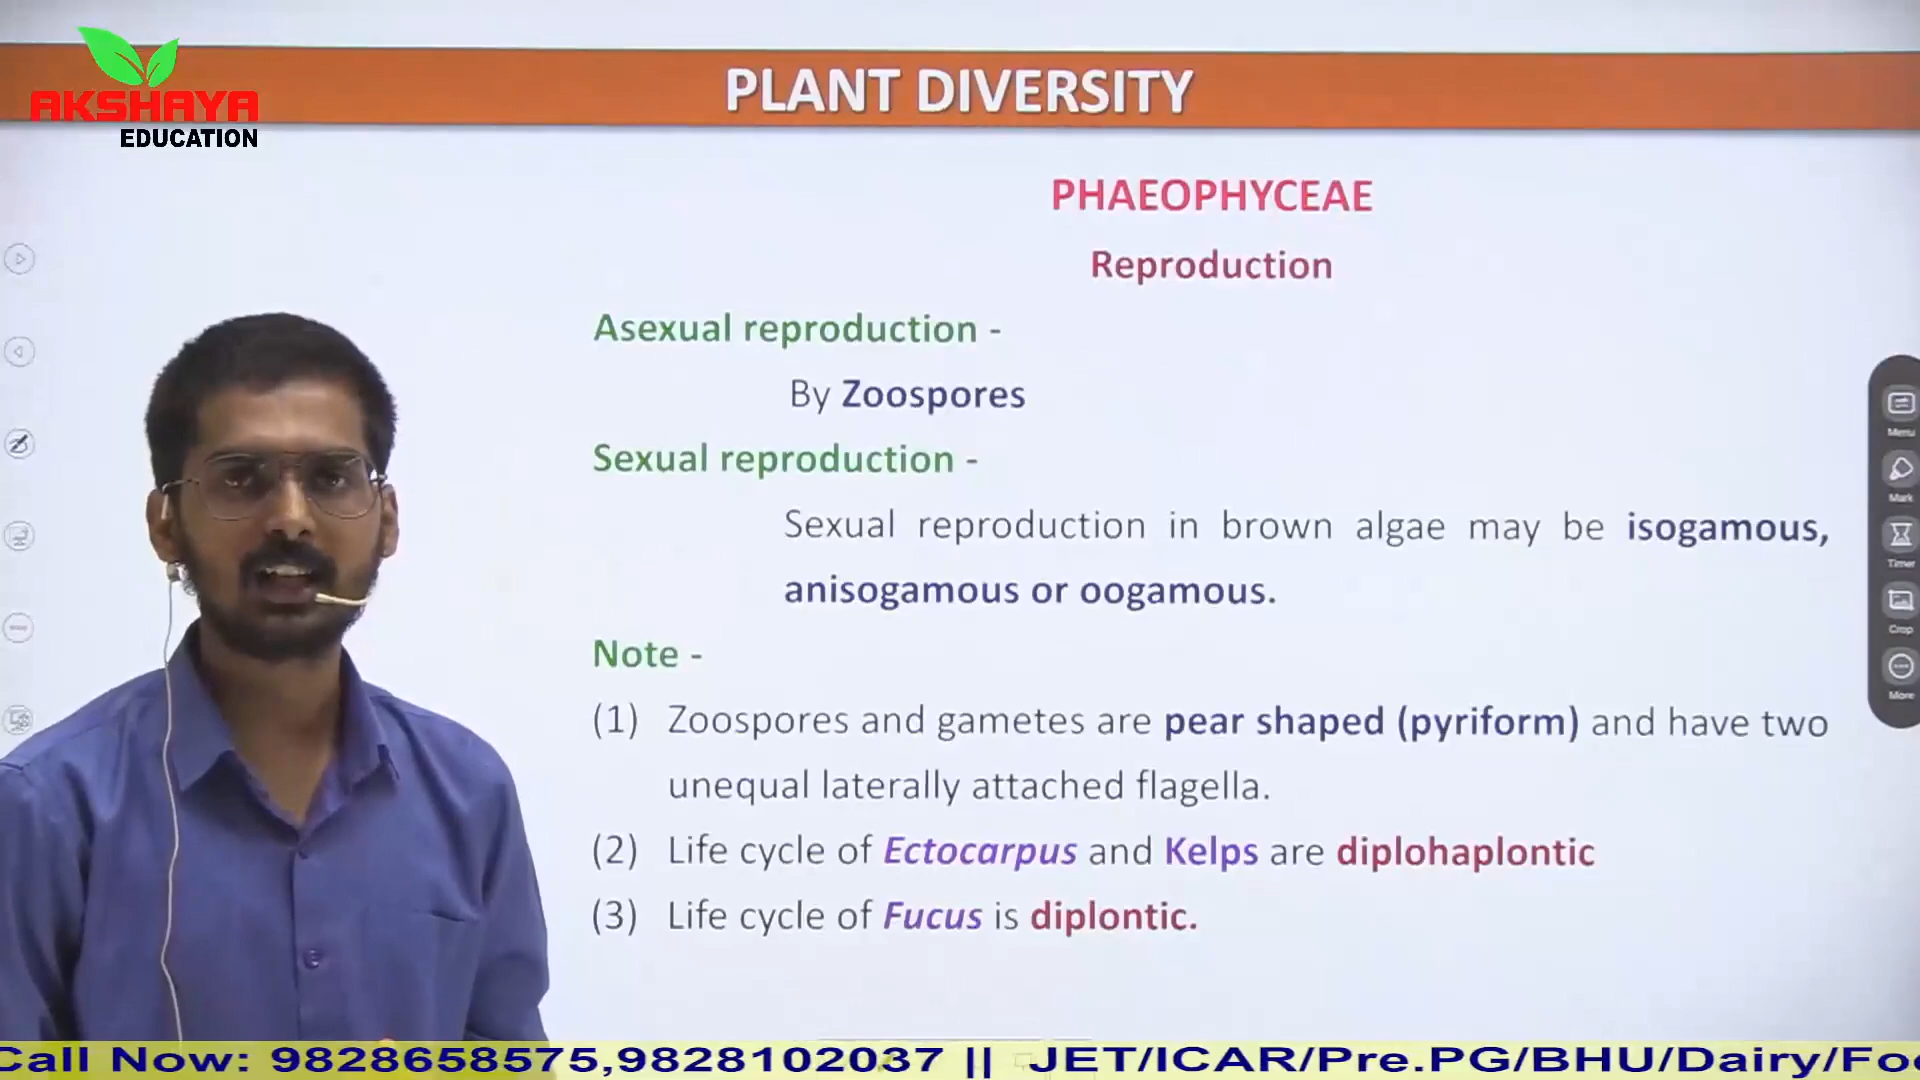 AKSHAYA
EDUCATION
PLANT DIVERSITY
PHAEOPHYCEAE
Reproduction
Asexual reproduction -
By Zoospores
Sexual reproduction -
Sexual reproduction in brown algae may be isogamous,
anisogamous or oogamous.
Note -
(1) Zoospores and gametes are pear shaped (pyriform) and have two
unequal laterally attached flagella.
(2) Life cycle of Ectocarpus and Kelps are diplohaplontic
(3) Life cycle of Fucus is diplontic.
Menu
Mark
Timer
Crop
More
Call Now: 9828658575,9828102037 || JET/ICAR/Pre.PG/BHU/Dairy/Foo